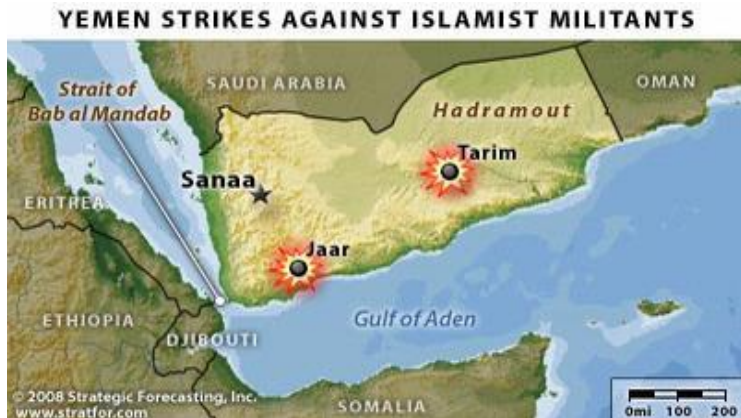 YEMEN STRIKES AGAINST ISLAMIST MILITANTS
Strait of
Bab al Mandab
SAUDI ARABIA
OMAN
Hadramout
Tarim
Sanaa
ERITREA
Jaar
ETHIOPIA
DJIBOUTI
Gulf of Aden
SOMALIA
© 2008 Strategic Forecasting, Inc.
www.stratfor.com
0mi 100 200